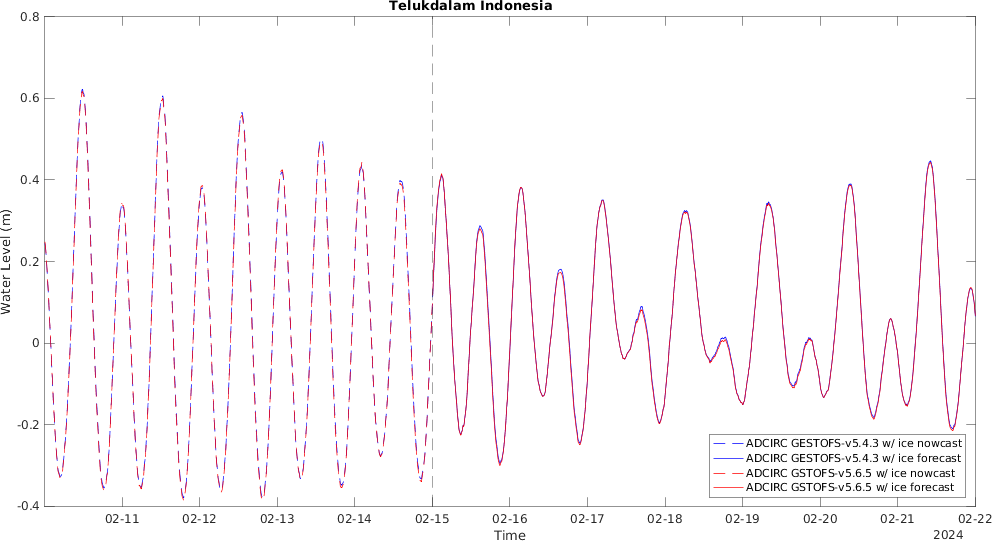 Telukdalam Indonesia
Water Level (m)
0.8
0.6
0.4
0.2
0
-0.2
-0.4
ADCIRC GESTOFS-v5.4.3 w/ ice nowcast
ADCIRC GESTOFS-v5.4.3 w/ ice forecast
ADCIRC GSTOFS-v5.6.5 w/ ice nowcast
ADCIRC GSTOFS-v5.6.5 w/ ice forecast
02-11 02-12 02-13 02-14 02-15 02-16 02-17 02-18 02-19 02-20 02-21 02-22
Time
2024